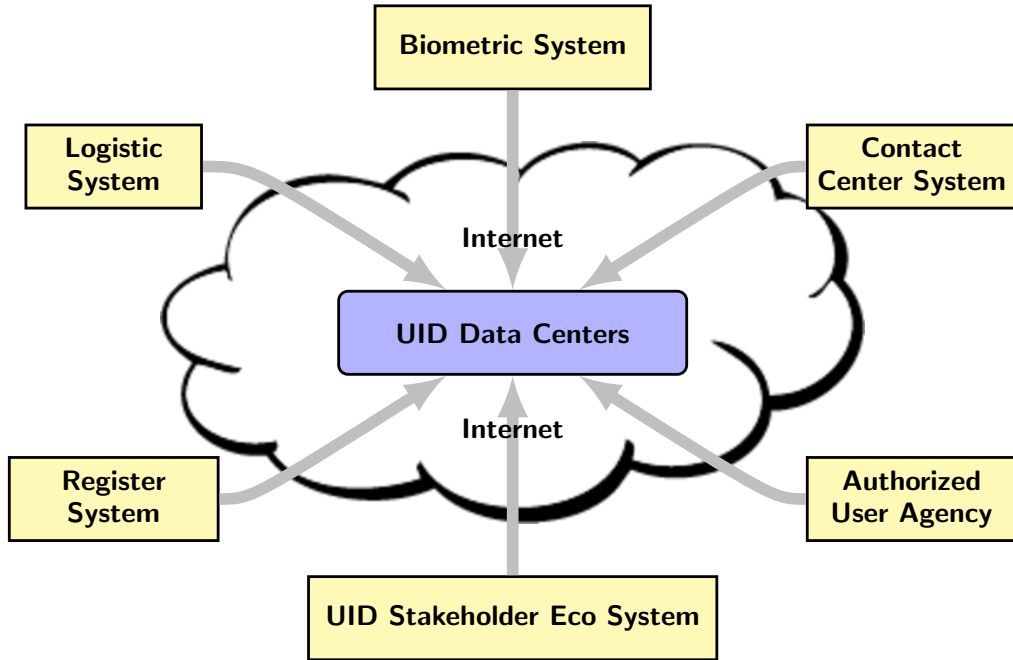 Biometric System
Logistic
System
Contact
Center System
Internet
UID Data Centers
Internet
Register
System
Authorized
User Agency
UID Stakeholder Eco System